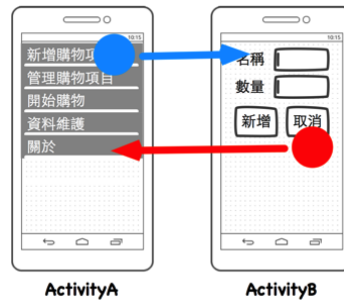 10:15
新增購物項目
管理購物項目
開始購物
資料維護
關於
ActivityA
10:15
名稱
數量
新增 取消
ActivityB